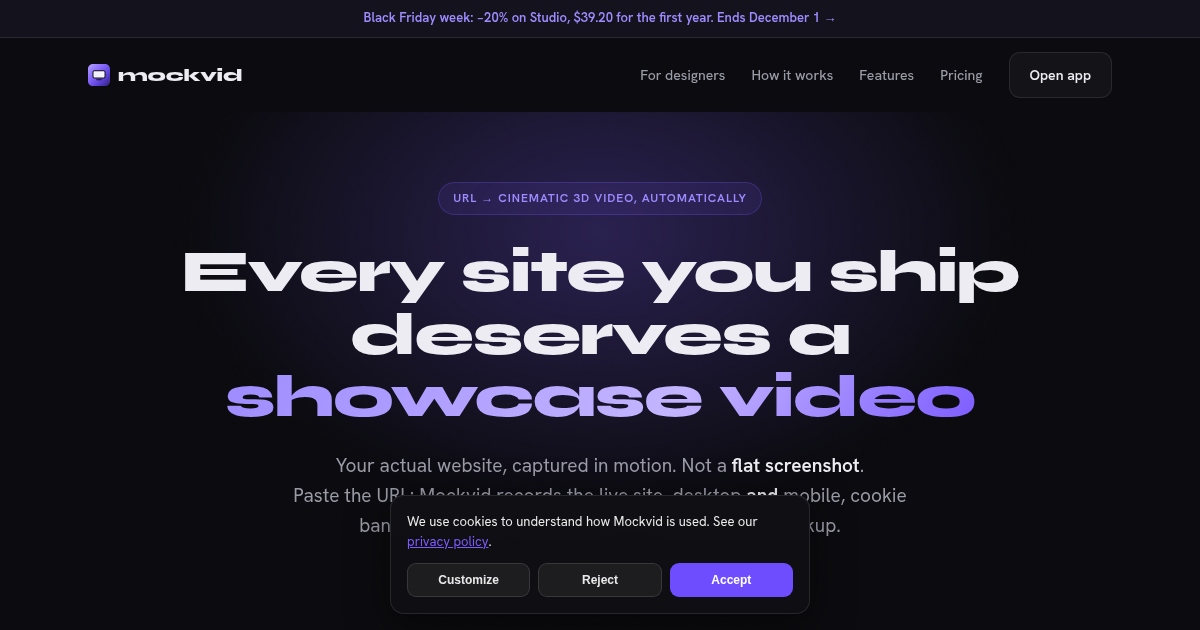 Black Friday week: −20% on Studio, $39.20 for the first year. Ends December 1 →
mockvid
For designers
How it works
Features
Pricing
Open app
URL → CINEMATIC 3D VIDEO, AUTOMATICALLY
Every site you ship
deserves a
showcase video
Your actual website, captured in motion. Not a flat screenshot.
Paste the URL: Mockvid records the live site, desktop and mobile, cookie
We use cookies to understand how Mockvid is used. See our
privacy policy.
Customize
Reject
Accept